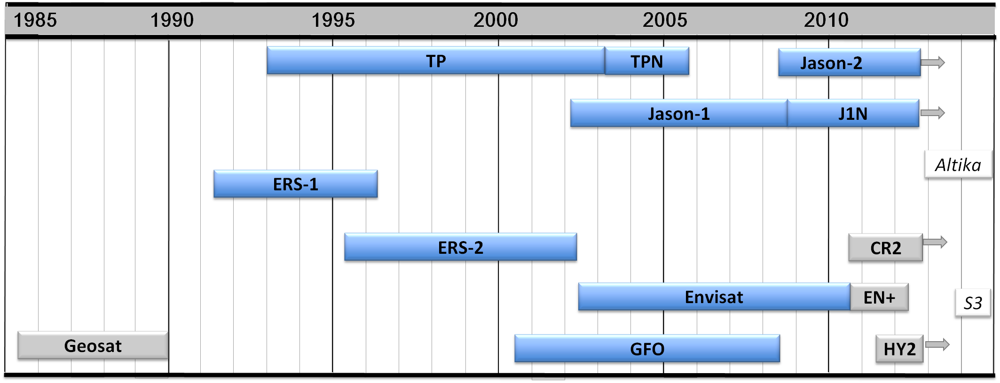 1985 1990 1995 2000 2005 2010
TP TPN Jason-2
Jason-1 J1N
Altika
ERS-1
ERS-2 CR2
Envisat EN+ S3
Geosat GFO HY2